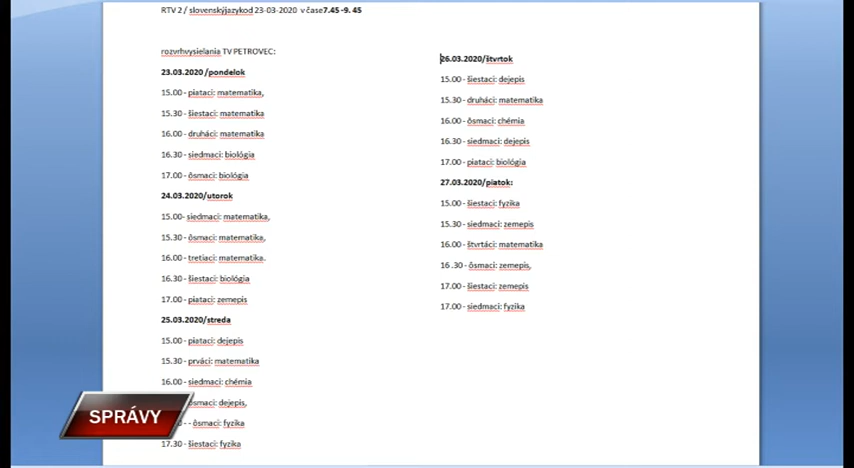 RTV 2 / slovenskýjazykod 23-03-2020 v čase7.45 -9. 45
rozvrhvysielania TV PETROVEC:
23.03.2020 /pondelok
15.00 - piataci: matematika,
15.30 - šiestaci: matematika
16.00 - druháci: matematika
16.30 - siedmaci: biológia
17.00 - ôsmaci: biológia
24.03.2020/utorok
15.00- siedmaci: matematika,
15.30 - ôsmaci: matematika,
16.00 - tretiaci: matematika.
16.30 - šiestaci: biológia
17.00 - piataci: zemepis
25.03.2020/streda
15.00 - piataci: dejepis
15.30 - prváci: matematika
16.00 - siedmaci: chémia
ôsmaci: dejepis,
- - ôsmaci: fyzika
17.30 - šiestaci: fyzika
26.03.2020/štvrtok
15.00 - šiestaci: dejepis
15.30 - druháci: matematika
16.00 - ôsmaci: chémia
16.30 - siedmaci: dejepis
17.00 - piataci: biológia
27.03.2020/piatok:
15.00 - šiestaci: fyzika
15.30 - siedmaci: zemepis
16.00 - štvrtáci: matematika
16 .30 - ôsmaci: zemepis,
17.00 - šiestaci: zemepis
17.00 - siedmaci: fyzika
SPRÁVY